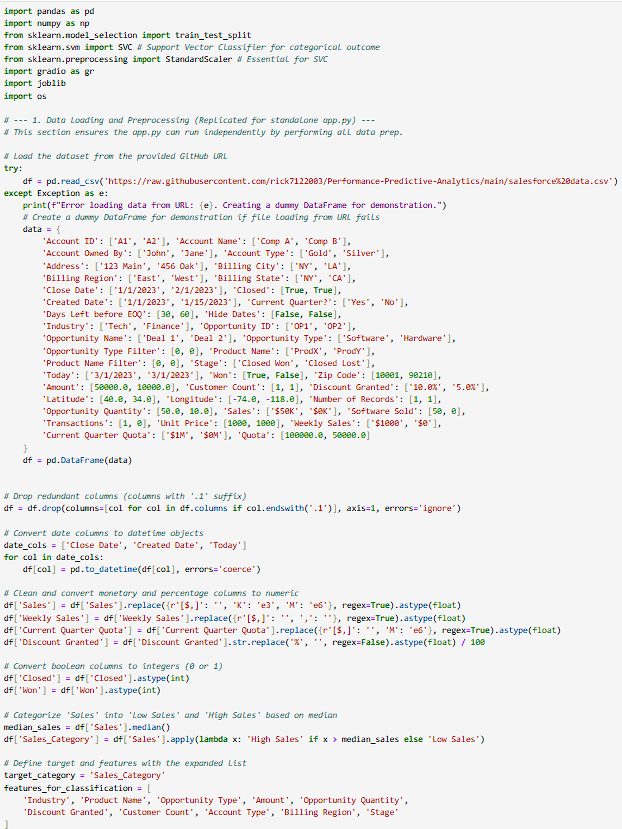 import pandas as pd
import numpy as np
from sklearn.model_selection import train_test_split
from sklearn.svm import SVC # Support Vector Classifier for categorical outcome
from sklearn.preprocessing import StandardScaler # Essential for SVC
import gradio as gr
import joblib
import os
# --- 1. Data Loading and Preprocessing (Replicated for standalone app.py) ---
# This section ensures the app.py can run independently by performing all data prep.
# Load the dataset from the provided GitHub URL
try:
    df = pd.read_csv('https://raw.githubusercontent.com/rick7122003/Performance-Predictive-Analytics/main/salesforce%20data.csv')
except Exception as e:
    print(f"Error loading data from URL: {e}. Creating a dummy DataFrame for demonstration.")
    # Create a dummy DataFrame for demonstration if file loading from URL fails
    data = {
        'Account ID': ['A1', 'A2'], 'Account Name': ['Comp A', 'Comp B'],
        'Account Owned By': ['John', 'Jane'], 'Account Type': ['Gold', 'Silver'],
        'Address': ['123 Main', '456 Oak'], 'Billing City': ['NY', 'LA'],
        'Billing Region': ['East', 'West'], 'Billing State': ['NY', 'CA'],
        'Close Date': ['1/1/2023', '2/1/2023'], 'Closed': [True, True],
        'Created Date': ['1/1/2023', '1/15/2023'], 'Current Quarter?': ['Yes', 'No'],
        'Days Left before EOQ': [30, 60], 'Hide Dates': [False, False],
        'Industry': ['Tech', 'Finance'], 'Opportunity ID': ['OP1', 'OP2'],
        'Opportunity Name': ['Deal 1', 'Deal 2'], 'Opportunity Type': ['Software', 'Hardware'],
        'Opportunity Type Filter': [0, 0], 'Product Name': ['ProdX', 'ProdY'],
        'Product Name Filter': [0, 0], 'Stage': ['Closed Won', 'Closed Lost'],
        'Today': ['3/1/2023', '3/1/2023'], 'Won': [True, False], 'Zip Code': [10001, 90210],
        'Amount': [50000.0, 10000.0], 'Customer Count': [1, 1], 'Discount Granted': ['10.0%', '5.0%'],
        'Latitude': [40.0, 34.0], 'Longitude': [-74.0, -118.0], 'Number of Records': [1, 1],
        'Opportunity Quantity': [50.0, 10.0], 'Sales': ['$50K', '$0K'], 'Software Sold': [50, 0],
        'Transactions': [1, 0], 'Unit Price': [1000, 1000], 'Weekly Sales': ['$1000', '$0'],
        'Current Quarter Quota': ['$1M', '$0M'], 'Quota': [100000.0, 50000.0]
    }
    df = pd.DataFrame(data)
# Drop redundant columns (columns with '.1' suffix)
df = df.drop(columns=[col for col in df.columns if col.endswith('.1')], axis=1, errors='ignore')
# Convert date columns to datetime objects
date_cols = ['Close Date', 'Created Date', 'Today']
for col in date_cols:
    df[col] = pd.to_datetime(df[col], errors='coerce')
# Clean and convert monetary and percentage columns to numeric
df['Sales'] = df['Sales'].replace({r'[$,]': '', 'K': 'e3', 'M': 'e6'}, regex=True).astype(float)
df['Weekly Sales'] = df['Weekly Sales'].replace({r'[$,]': '', ',': ''}, regex=True).astype(float)
df['Current Quarter Quota'] = df['Current Quarter Quota'].replace({r'[$,]': '', 'M': 'e6'}, regex=True).astype(float)
df['Discount Granted'] = df['Discount Granted'].str.replace('%', '', regex=False).astype(float) / 100
# Convert boolean columns to integers (0 or 1)
df['Closed'] = df['Closed'].astype(int)
df['Won'] = df['Won'].astype(int)
# Categorize 'Sales' into 'Low Sales' and 'High Sales' based on median
median_sales = df['Sales'].median()
df['Sales_Category'] = df['Sales'].apply(lambda x: 'High Sales' if x > median_sales else 'Low Sales')
# Define target and features with the expanded list
target_category = 'Sales_Category'
features_for_classification = [
    'Industry', 'Product Name', 'Opportunity Type', 'Amount', 'Opportunity Quantity',
    'Discount Granted', 'Customer Count', 'Account Type', 'Billing Region', 'Stage'
]